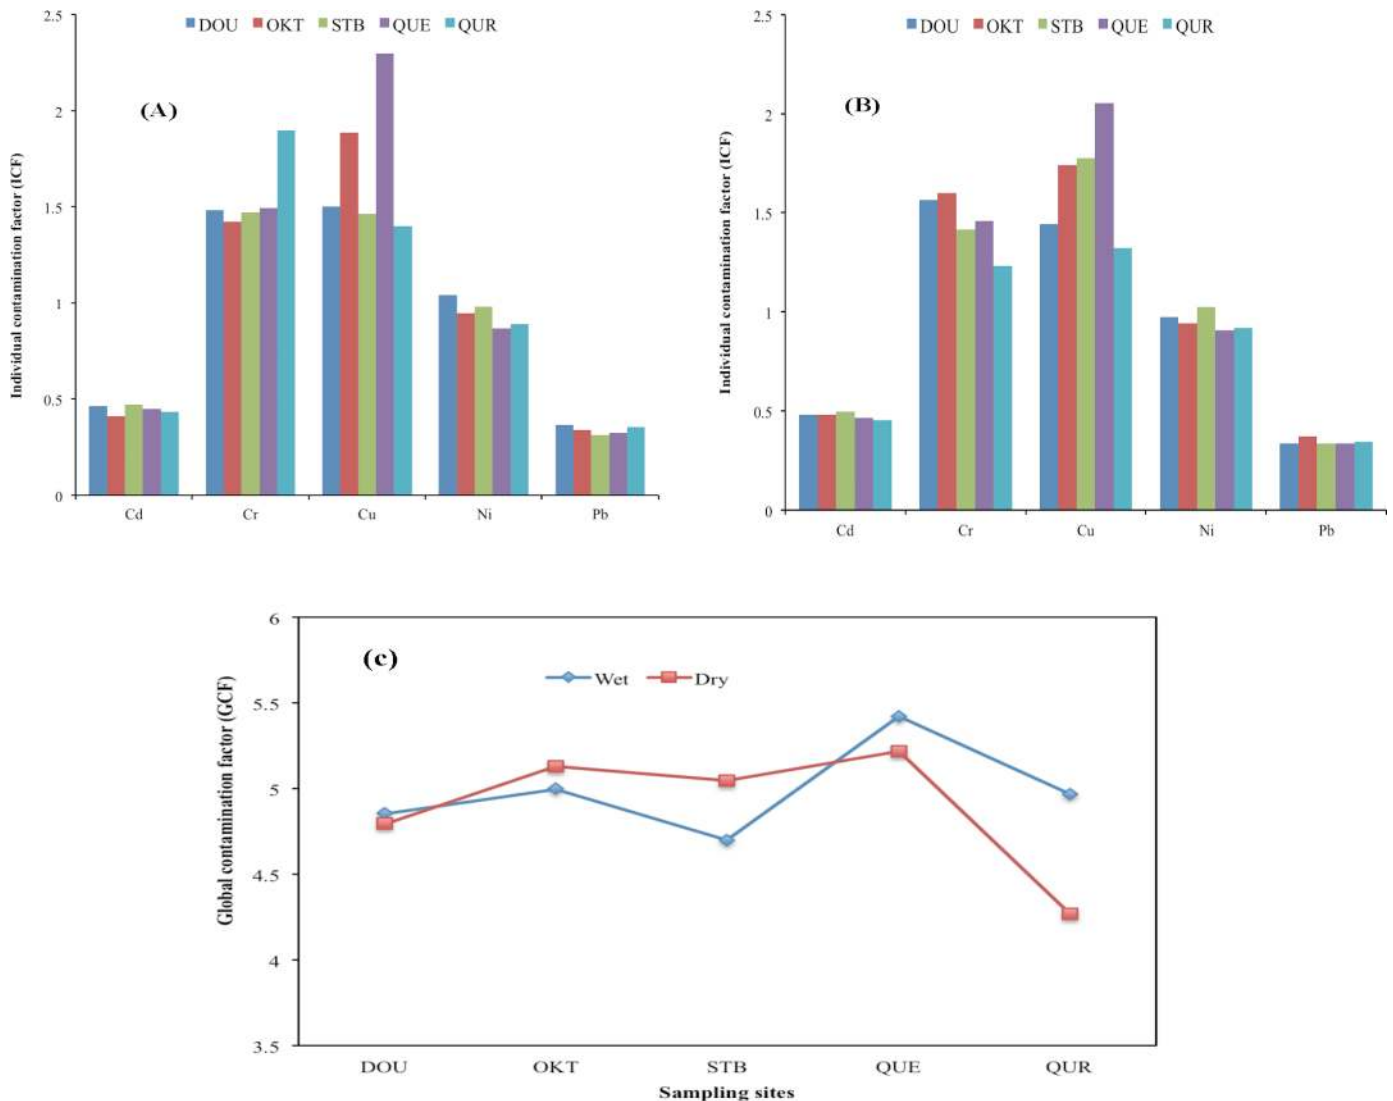 2.5
DOU OKT STB QUE QUR
2
(A)
1.5
1
0.5
0
Individual contamination factor (ICF)
Cd Cr Cu Ni Pb
2.5
DOU OKT STB QUE QUR
2
(B)
1.5
1
0.5
0
Individual contamination factor (ICF)
Cd Cr Cu Ni Pb
6
(c)
Wet Dry
5.5
5
4.5
4
3.5
Global contamination factor (GCF)
DOU OKT STB QUE QUR
Sampling sites